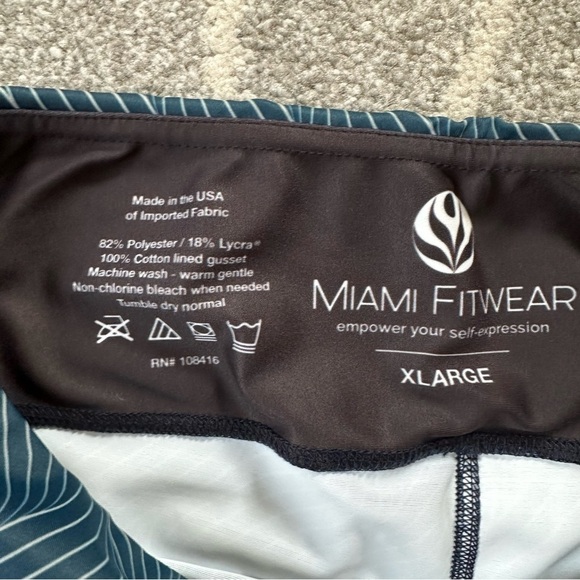 Made in the USA
of Imported Fabric
82% Polyester / 18% Lycra®
100% Cotton lined gusset
Machine wash - warm gentle
Non-chlorine bleach when needed
Tumble dry normal
RN# 108416
MIAMI FITWEAR
empower your self-expression
XLARGE